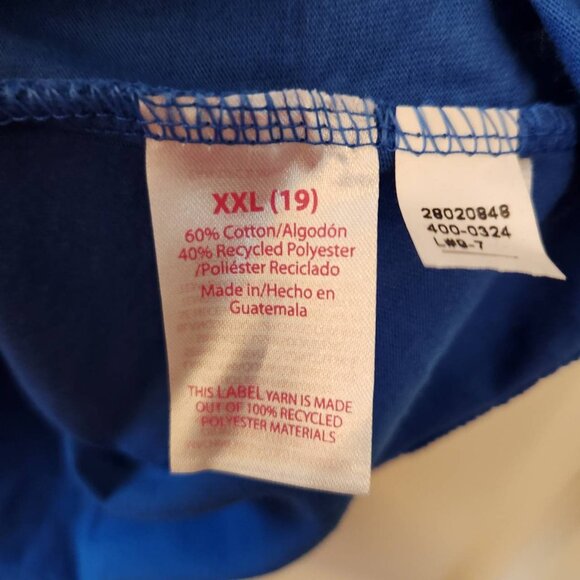 XXL (19)
60% Cotton/Algodón
40% Recycled Polyester
/Poliéster Reciclado
Made in/Hecho en
Guatemala
THIS LABEL YARN IS MADE
OUT OF 100% RECYCLED
POLYESTER MATERIALS
28020848
400-0324
L#9-7